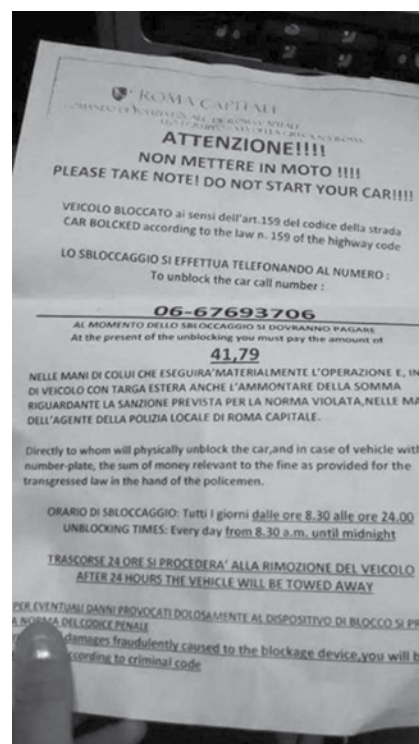 ROMA CAPITALE
ATTENZIONE!!!!
NON METTERE IN MOTO !!!!
PLEASE TAKE NOTE! DO NOT START YOUR CAR!!!!
VEICOLO BLOCCATO ai sensi dell'art.159 del codice della strada
CAR BOLCKED according to the law n. 159 of the highway code
LO SBLOCCAGGIO SI EFFETTUA TELEFONANDO AL NUMERO :
To unblock the car call number :
06-67693706
AL MOMENTO DELLO SBLOCCAGGIO SI DOVRANNO PAGARE
At the present of the unblocking you must pay the amount of
41,79
NELLE MANI DI COLUI CHE ESEGUIRA'MATERIALMENTE L'OPERAZIONE E, IN
DI VEICOLO CON TARGA ESTERA ANCHE L'AMMONTARE DELLA SOMMA
RIGUARDANTE LA SANZIONE PREVISTA PER LA NORMA VIOLATA,NELLE MA
DELL'AGENTE DELLA POLIZIA LOCALE DI ROMA CAPITALE.
Directly to whom will physically unblock the car,and in case of vehicle with
number-plate, the sum of money relevant to the fine as provided for the
transgressed law in the hand of the policemen.
ORARIO DI SBLOCCAGGIO: Tutti I giorni dalle ore 8.30 alle ore 24.00
UNBLOCKING TIMES: Every day from 8.30 a.m. until midnight
TRASCORSE 24 ORE SI PROCEDERA' ALLA RIMOZIONE DEL VEICOLO
AFTER 24 HOURS THE VEHICLE WILL BE TOWED AWAY
PER EVENTUALI DANNI PROVOCATI DOLOSAMENTE AL DISPOSITIVO DI BLOCCO SI PR
A NORMA DEL CODICE PENALE
damages fraudulently caused to the blockage device,you will b
according to criminal code